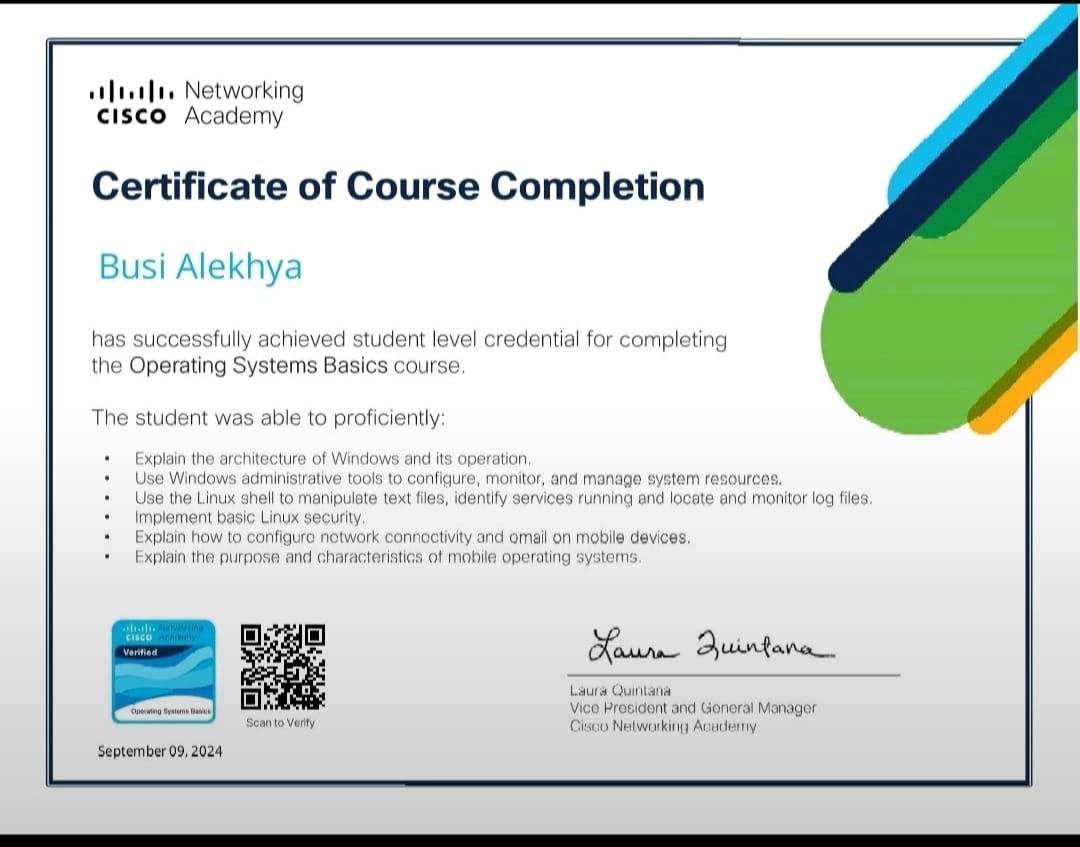 Networking
CISCO Academy
Certificate of Course Completion
Busi Alekhya
has successfully achieved student level credential for completing
the Operating Systems Basics course.
The student was able to proficiently:
• Explain the architecture of Windows and its operation.
• Use Windows administrative tools to configure, monitor, and manage system resources.
• Use the Linux shell to manipulate text files, identify services running and locate and monitor log files.
• Implement basic Linux security.
• Explain how to configure network connectivity and email on mobile devices.
• Explain the purpose and characteristics of mobile operating systems.
Networking
CISCO Academy
Verified
Operating Systems Basics
Scan to Verify
September 09, 2024
Laura Quintana
Laura Quintana
Vice President and General Manager
Cisco Networking Academy